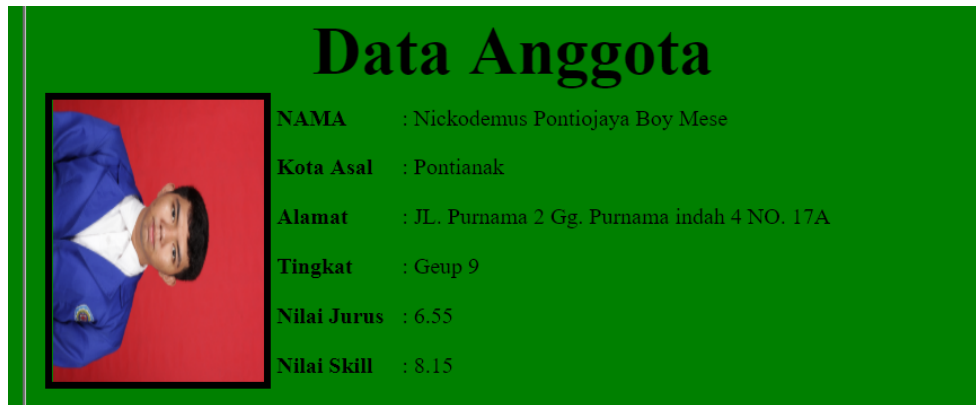 Data Anggota
NAMA : Nickodemus Pontiojaya Boy Mese
Kota Asal : Pontianak
Alamat : JL. Purnama 2 Gg. Purnama indah 4 NO. 17A
Tingkat : Geup 9
Nilai Jurus : 6.55
Nilai Skill : 8.15